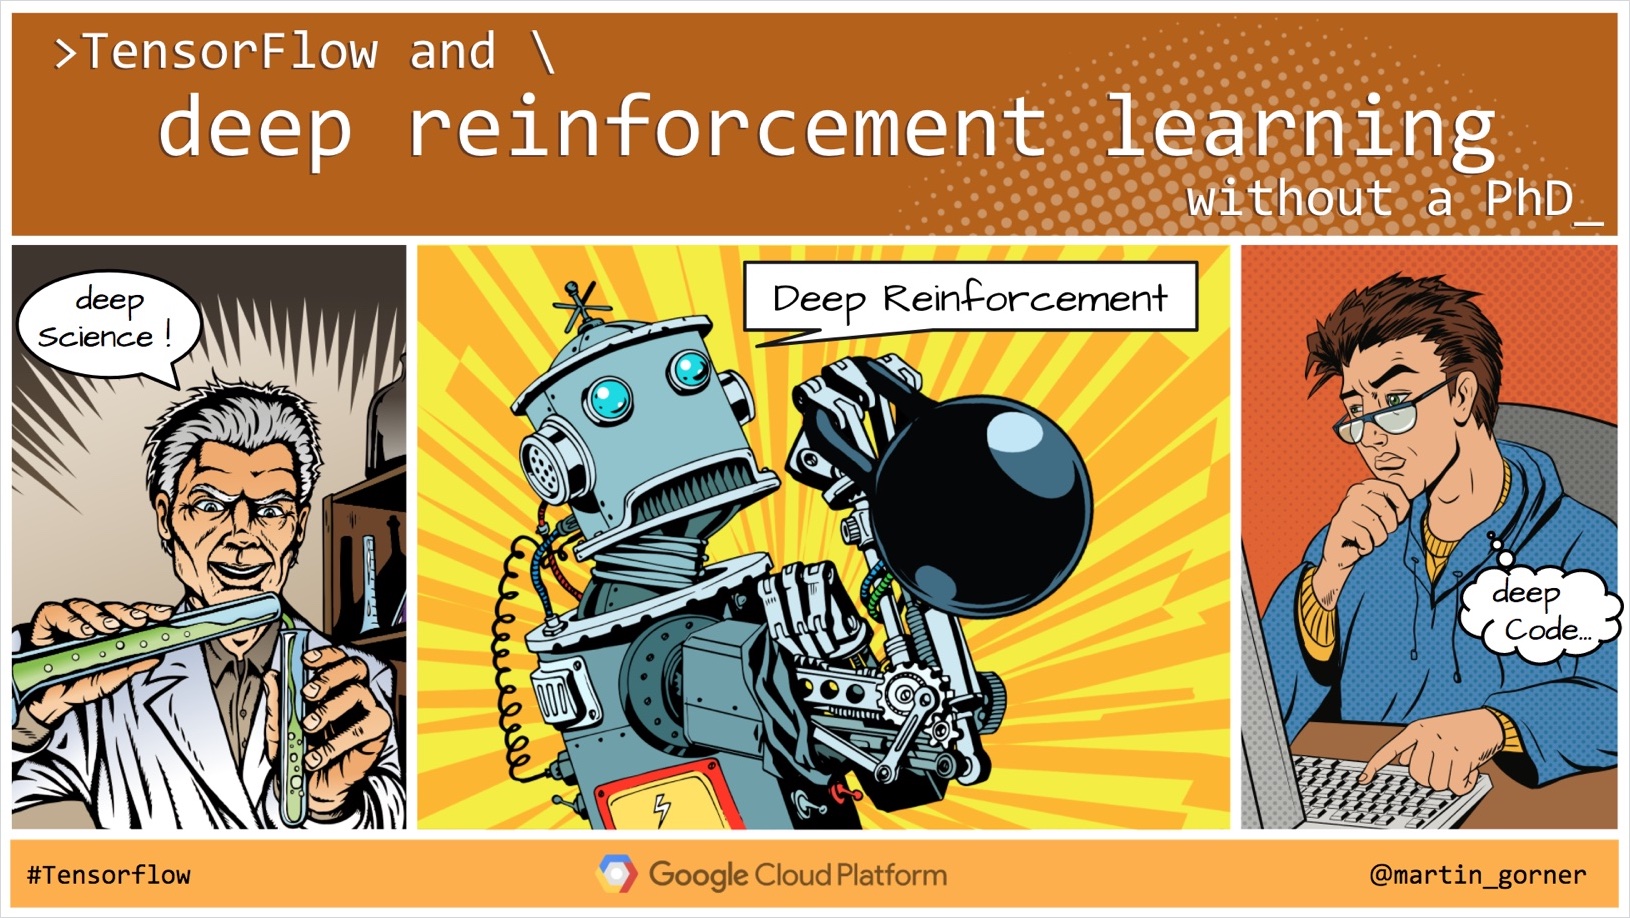 >TensorFlow and \
deep reinforcement learning
without a PhD_
deep
Science !
Deep Reinforcement
deep
Code...
#Tensorflow
Google Cloud Platform
@martin_gorner